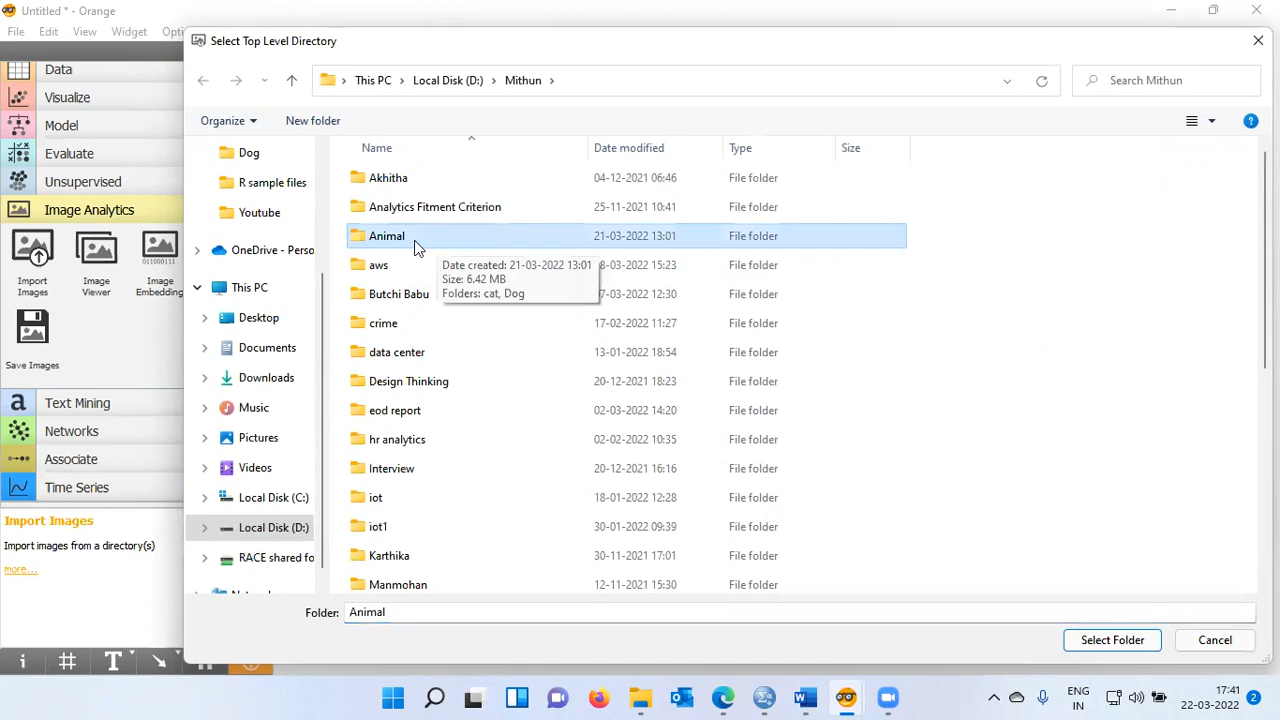 Untitled * - Orange
File Edit View Widget Opti
Select Top Level Directory
This PC Local Disk (D:) Mithun
Search Mithun
Organize New folder
Data
Visualize
Model
Evaluate
Unsupervised
Image Analytics
Import Images
Image Viewer
Image Embedding
Save Images
Text Mining
Networks
Associate
Time Series
Import Images
Import images from a directory(s)
more...
Dog
R sample files
Youtube
OneDrive - Perso
This PC
Desktop
Documents
Downloads
Music
Pictures
Videos
Local Disk (C:)
Local Disk (D:)
RACE shared fo
Name Date modified Type Size
Akhitha 04-12-2021 06:46 File folder
Analytics Fitment Criterion 25-11-2021 10:41 File folder
Animal 21-03-2022 13:01 File folder
aws 8-03-2022 15:23 File folder
Butchi Babu 7-03-2022 12:30 File folder
Date created: 21-03-2022 13:01
Size: 6.42 MB
Folders: cat, Dog
crime 17-02-2022 11:27 File folder
data center 13-01-2022 18:54 File folder
Design Thinking 20-12-2021 18:23 File folder
eod report 02-03-2022 14:20 File folder
hr analytics 02-02-2022 10:35 File folder
Interview 20-12-2021 16:16 File folder
iot 18-01-2022 12:28 File folder
iot1 30-01-2022 09:39 File folder
Karthika 30-11-2021 17:01 File folder
Manmohan 12-11-2021 15:30 File folder
Folder: Animal
Select Folder Cancel
ENG
IN
17:41
22-03-2022
2